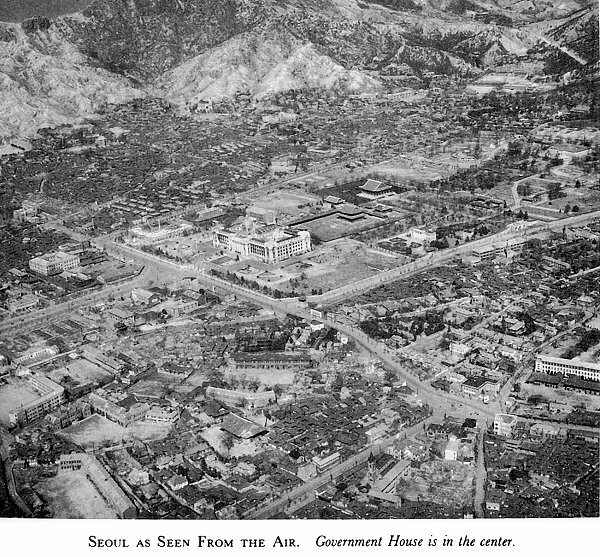 Seoul as Seen From the Air. Government House is in the center.